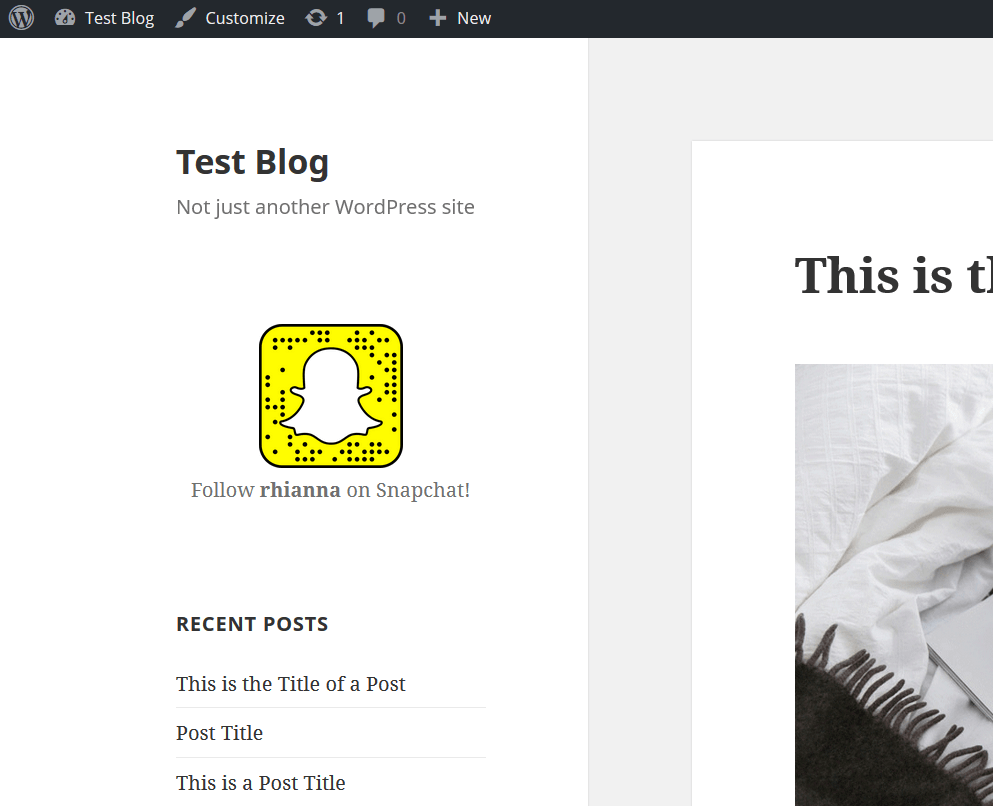 Test Blog Customize 1 0 New
Test Blog
Not just another WordPress site
Follow rhianna on Snapchat!
RECENT POSTS
This is the Title of a Post
Post Title
This is a Post Title
This is th